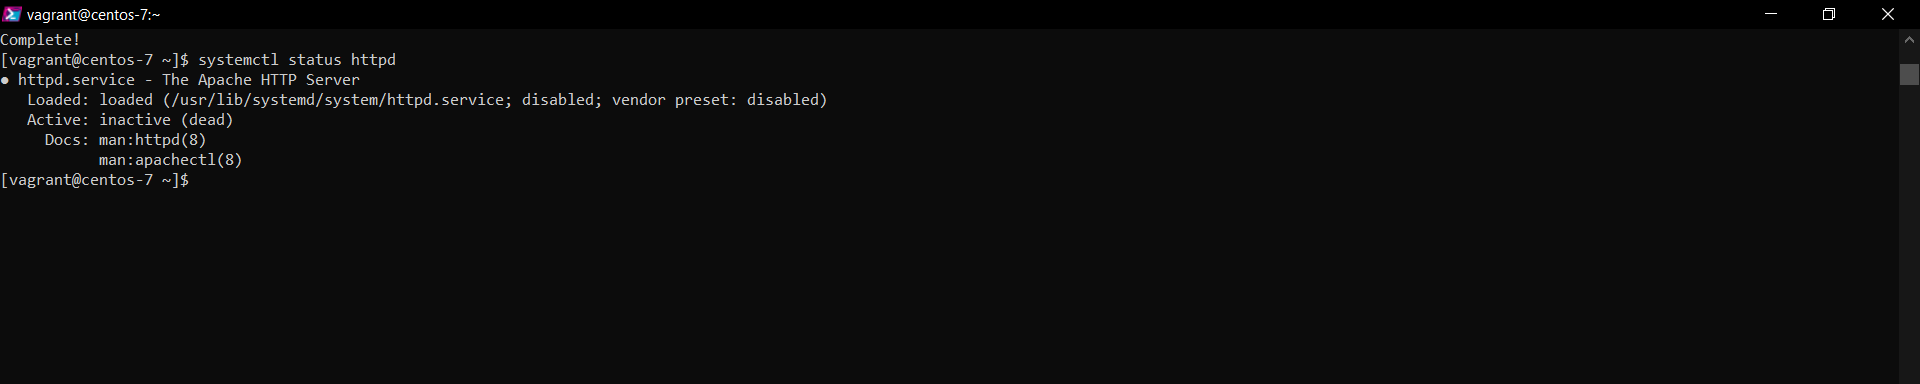 vagrant@centos-7:~
Complete!
[vagrant@centos-7 ~]$ systemctl status httpd
● httpd.service - The Apache HTTP Server
   Loaded: loaded (/usr/lib/systemd/system/httpd.service; disabled; vendor preset: disabled)
   Active: inactive (dead)
     Docs: man:httpd(8)
           man:apachectl(8)
[vagrant@centos-7 ~]$